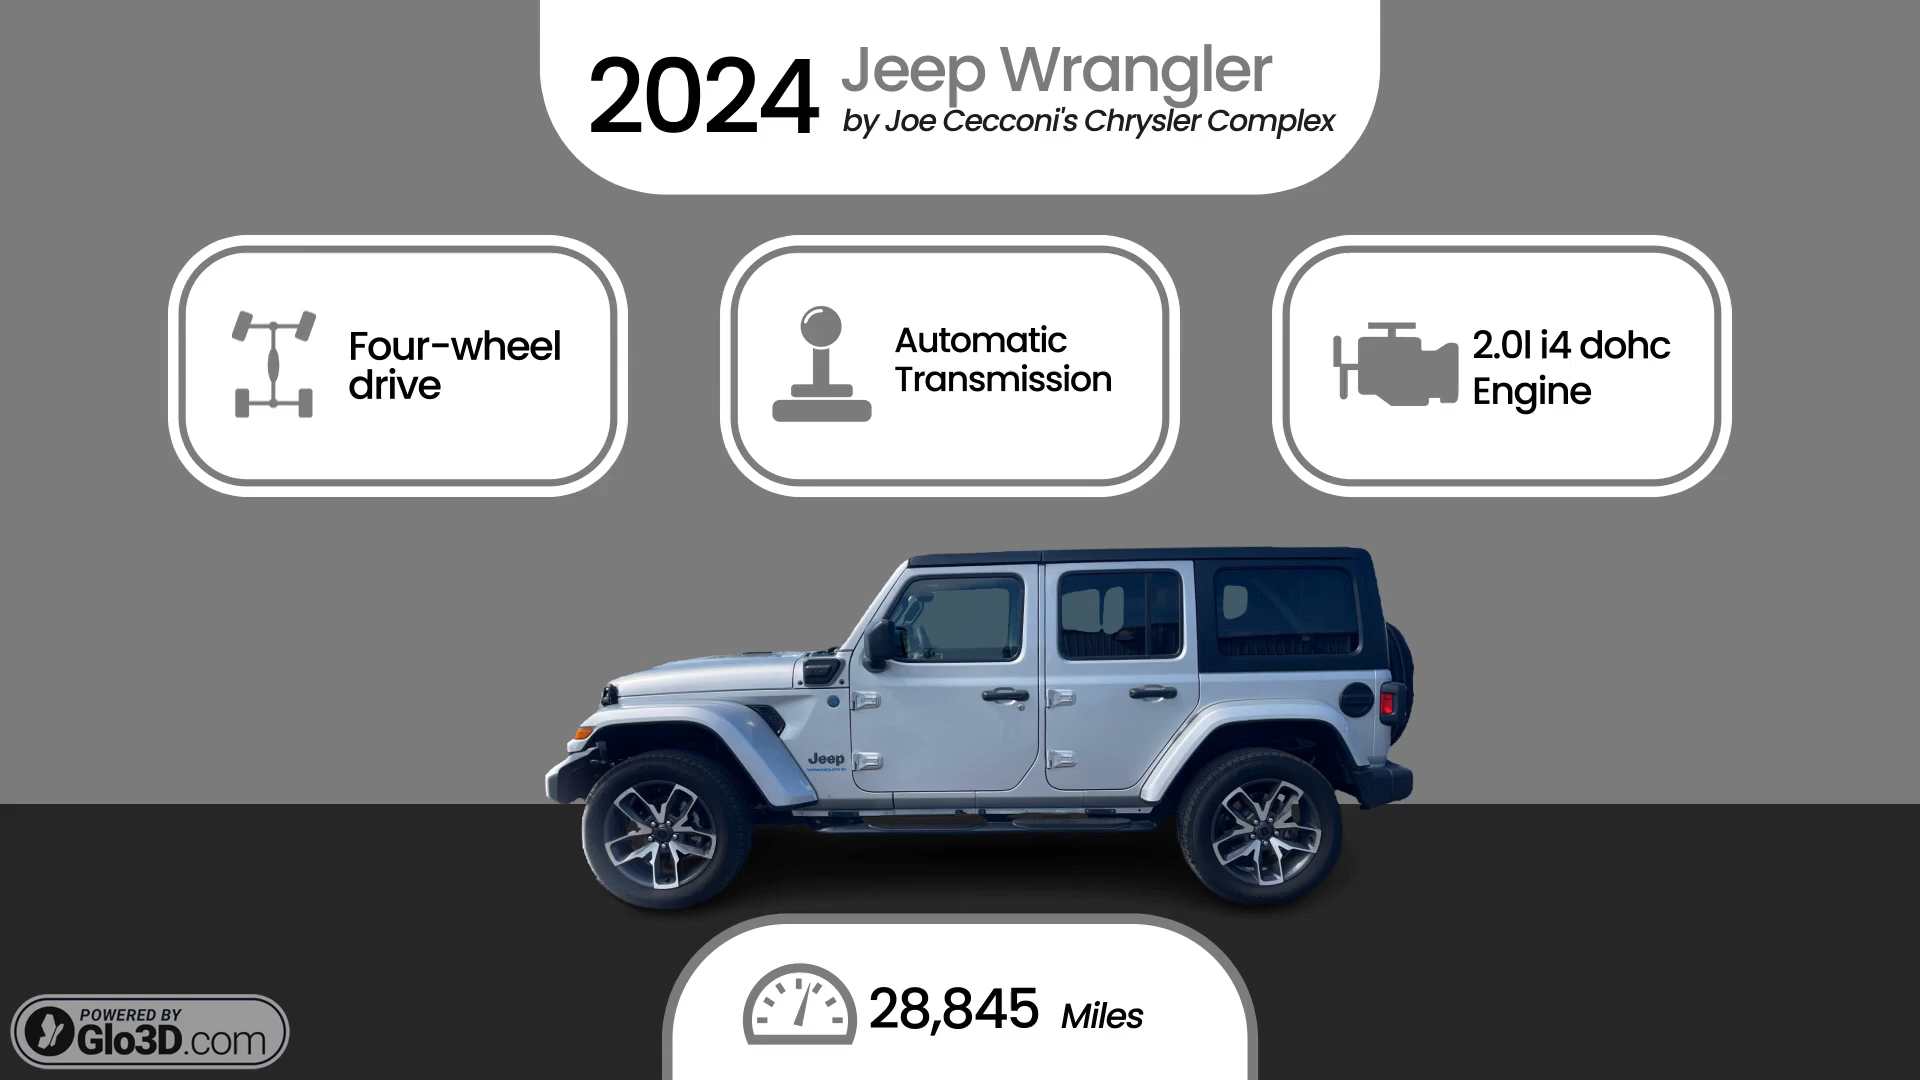 2024 Jeep Wrangler
by Joe Cecconi's Chrysler Complex
Four-wheel
drive
Automatic
Transmission
2.0l i4 dohc
Engine
Jeep
28,845 Miles
POWERED BY
Glo3D.com